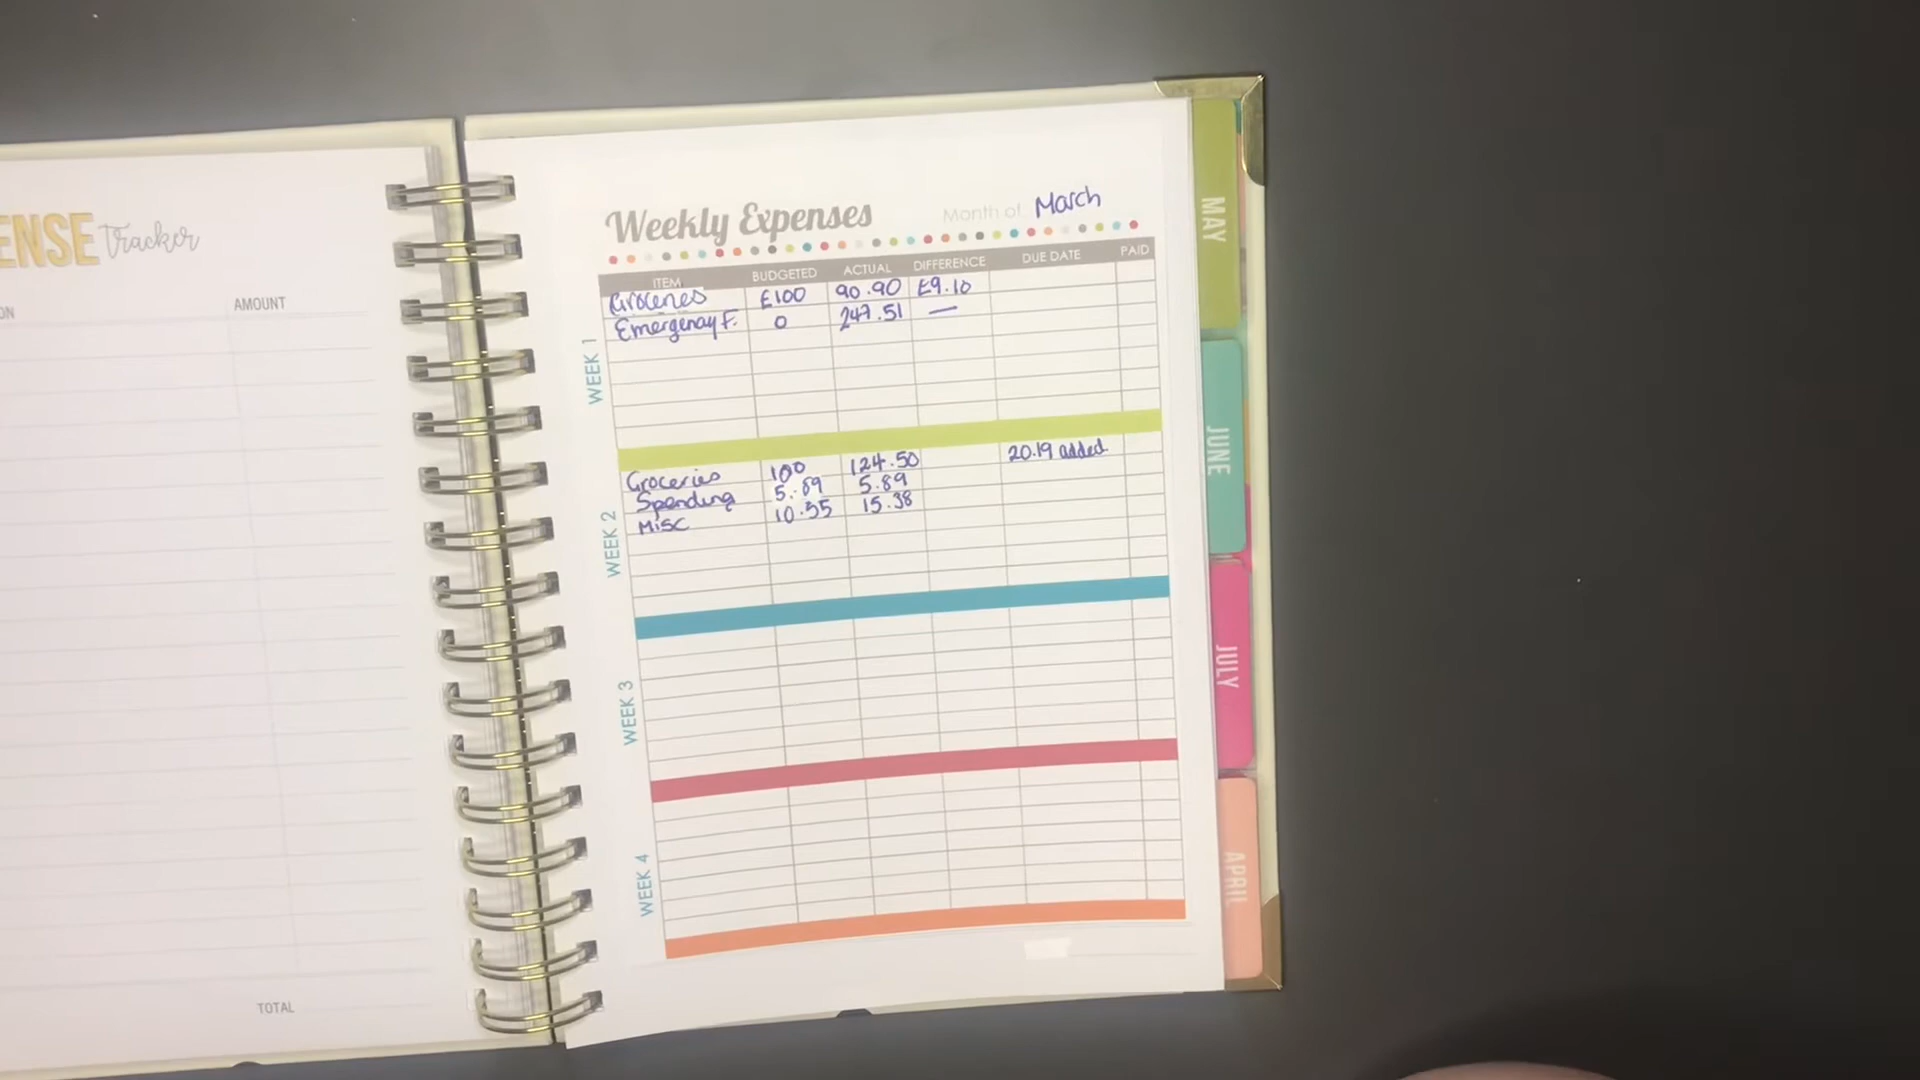 ENSE Tracker
ON AMOUNT
TOTAL
Weekly Expenses Month of March
ITEM BUDGETED ACTUAL DIFFERENCE DUE DATE PAID
WEEK 1
Groceries £100 90.90 £9.10
Emergenay F. 0 247.51 —
WEEK 2
Groceries 100 124.50 20.19 added
Spending 5.89 5.89
Misc 10.55 15.38
WEEK 3
WEEK 4
MAY
JUNE
JULY
APRIL